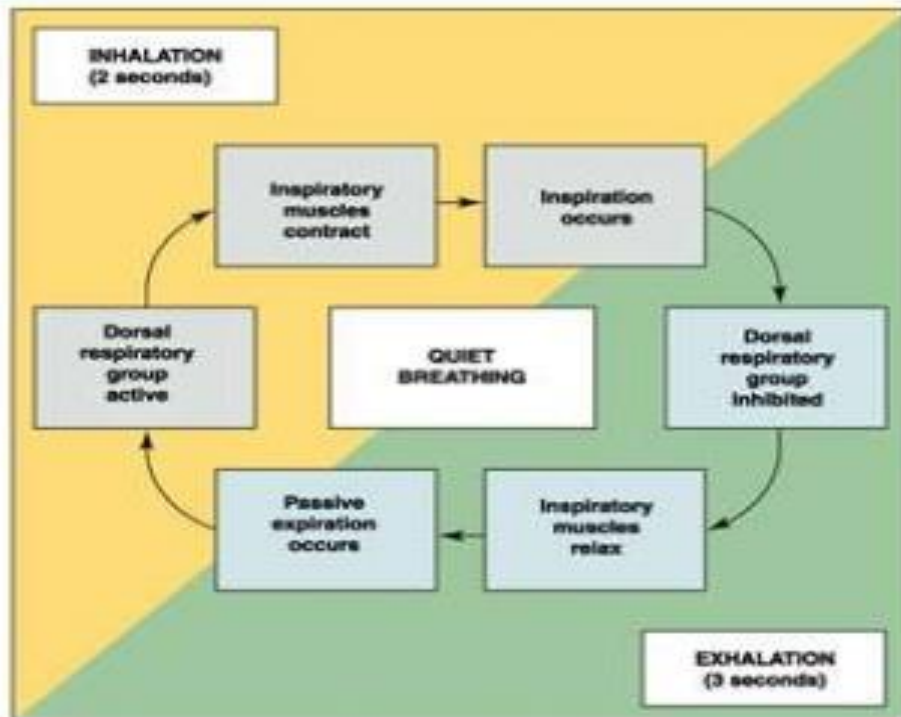 INHALATION
(2 seconds)
Inspiratory
muscles
contract
Inspiration
occurs
Dorsal
respiratory
group
active
QUIET
BREATHING
Dorsal
respiratory
group
inhibited
Passive
expiration
occurs
Inspiratory
muscles
relax
EXHALATION
(3 seconds)